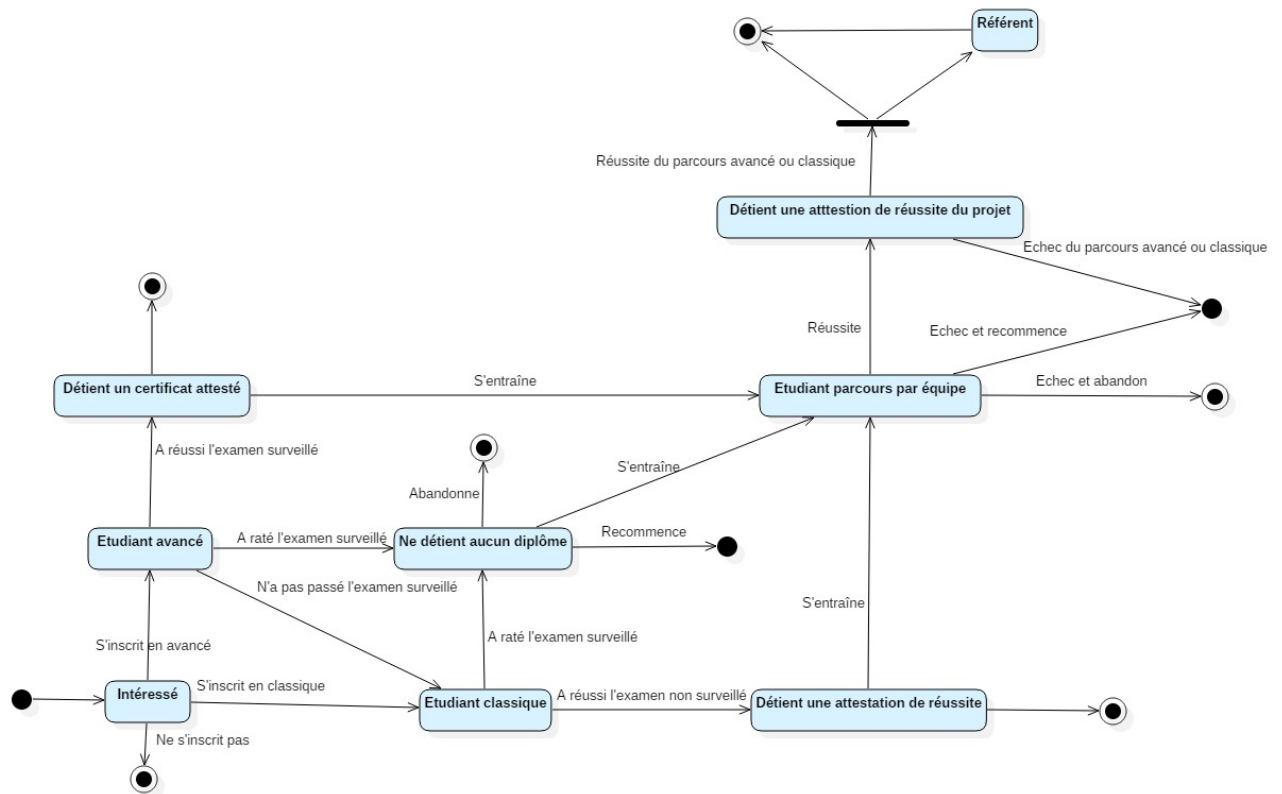 Référent
Réussite du parcours avancé ou classique
Détient une atttestion de réussite du projet
Echec du parcours avancé ou classique
Réussite
Echec et recommence
Détient un certificat attesté
S'entraîne
Etudiant parcours par équipe
Echec et abandon
A réussi l'examen surveillé
S'entraîne
Abandonne
Etudiant avancé
A raté l'examen surveillé
Ne détient aucun diplôme
Recommence
N'a pas passé l'examen surveillé
S'entraîne
A raté l'examen surveillé
S'inscrit en avancé
Intéressé
S'inscrit en classique
Etudiant classique
A réussi l'examen non surveillé
Détient une attestation de réussite
Ne s'inscrit pas